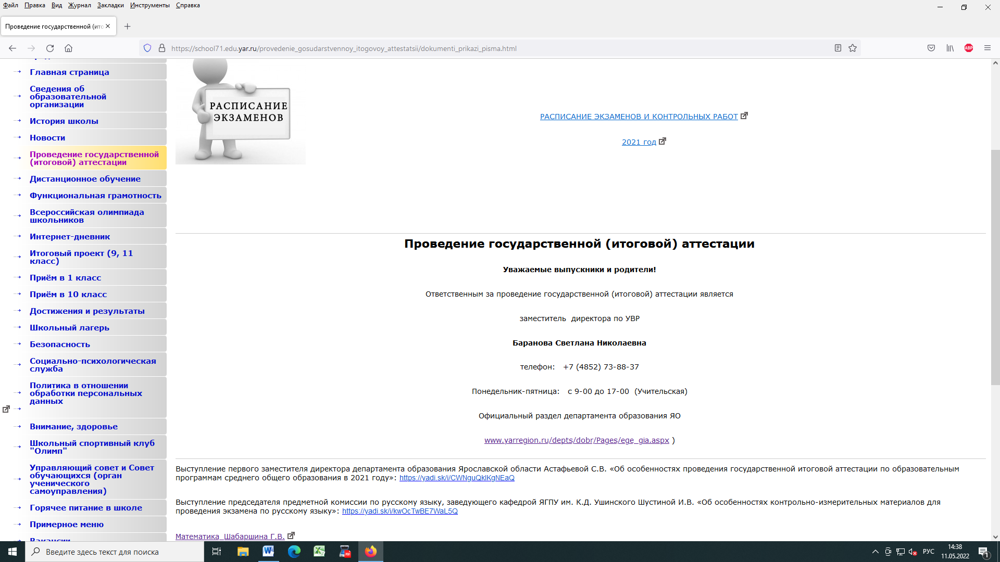 Файл Правка Вид Журнал Закладки Инструменты Справка
Проведение государственной (ито
https://school71.edu.yar.ru/provedenie_gosudarstvennoy_itogovoy_attestatsii/dokumenti_prikazi_pisma.html
ABP
Главная страница
Сведения об
образовательной
организации
История школы
Новости
Проведение государственной
(итоговой) аттестации
Дистанционное обучение
Функциональная грамотность
Всероссийская олимпиада
школьников
Интернет-дневник
Итоговый проект (9, 11
класс)
Приём в 1 класс
Приём в 10 класс
Достижения и результаты
Школьный лагерь
Безопасность
Социально-психологическая
служба
Политика в отношении
обработки персональных
данных
Внимание, здоровье
Школьный спортивный клуб
"Олимп"
Управляющий совет и Совет
обучающихся (орган
ученического
самоуправления)
Горячее питание в школе
Примерное меню
Вакансии
РАСПИСАНИЕ
ЭКЗАМЕНОВ
РАСПИСАНИЕ ЭКЗАМЕНОВ И КОНТРОЛЬНЫХ РАБОТ
2021 год
Проведение государственной (итоговой) аттестации
Уважаемые выпускники и родители!
Ответственным за проведение государственной (итоговой) аттестации является
заместитель директора по УВР
Баранова Светлана Николаевна
телефон: +7 (4852) 73-88-37
Понедельник-пятница: с 9-00 до 17-00 (Учительская)
Официальный раздел департамента образования ЯО
www.yarregion.ru/depts/dobr/Pages/ege_gia.aspx )
Выступление первого заместителя директора департамента образования Ярославской области Астафьевой С.В. «Об особенностях проведения государственной итоговой аттестации по образовательным
программам среднего общего образования в 2021 году»: https://yadi.sk/i/CWNguQklKgNEaQ
Выступление председателя предметной комиссии по русскому языку, заведующего кафедрой ЯГПУ им. К.Д. Ушинского Шустиной И.В. «Об особенностях контрольно-измерительных материалов для
проведения экзамена по русскому языку»: https://yadi.sk/i/kwOcTwBE7WaL5Q
Математика_Шабаршина Г.В.
Введите здесь текст для поиска
РУС
14:38
11.05.2022
1